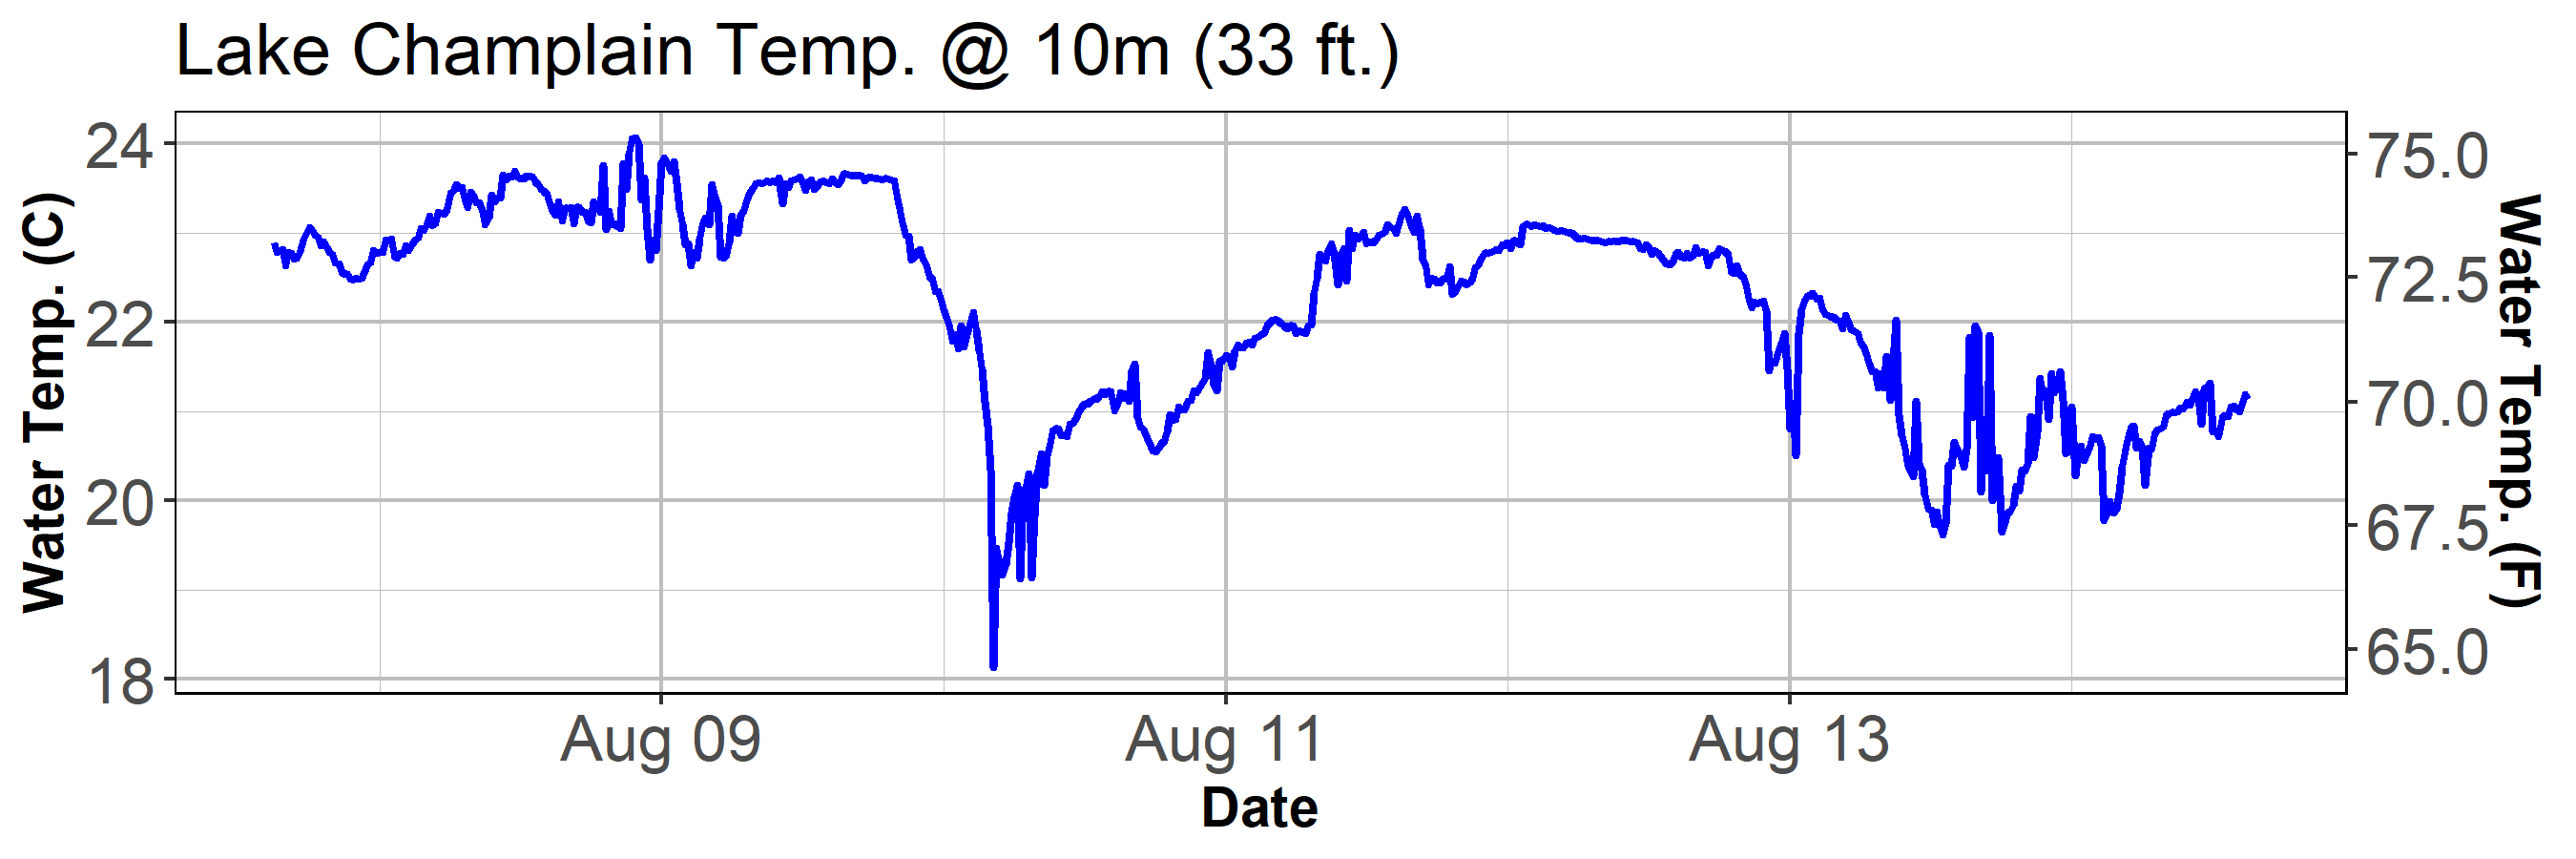 Lake Champlain Temp. @ 10m (33 ft.)
Water Temp. (C)
24
22
20
18
75.0
72.5
70.0
67.5
65.0
Water Temp. (F)
Aug 09
Aug 11
Aug 13
Date